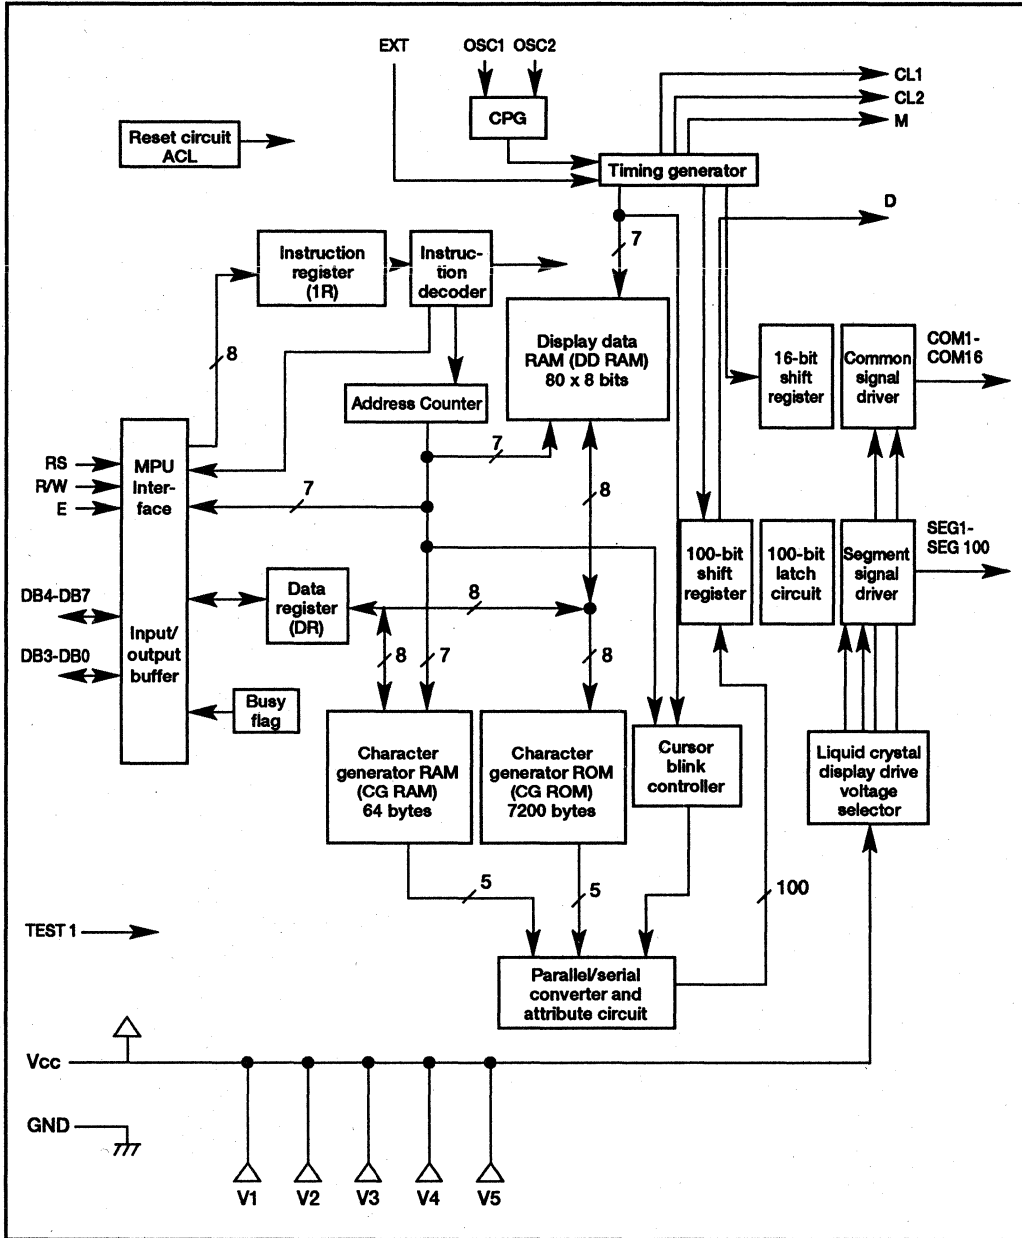 EXT
OSC1 OSC2
CL1
CL2
M
CPG
Reset circuit
ACL
Timing generator
D
7
Instruction
register
(1R)
Instruc-
tion
decoder
8
Display data
RAM (DD RAM)
80 x 8 bits
16-bit
shift
register
Common
signal
driver
COM1-
COM16
Address Counter
7
RS
R/W
E
MPU
Inter-
face
7
8
100-bit
shift
register
100-bit
latch
circuit
Segment
signal
driver
SEG1-
SEG 100
DB4-DB7
Data
register
(DR)
8
Input/
output
buffer
DB3-DB0
8
7
8
Busy
flag
Character
generator RAM
(CG RAM)
64 bytes
Character
generator ROM
(CG ROM)
7200 bytes
Cursor
blink
controller
Liquid crystal
display drive
voltage
selector
5
5
100
TEST 1
Parallel/serial
converter and
attribute circuit
Vcc
GND
V1
V2
V3
V4
V5